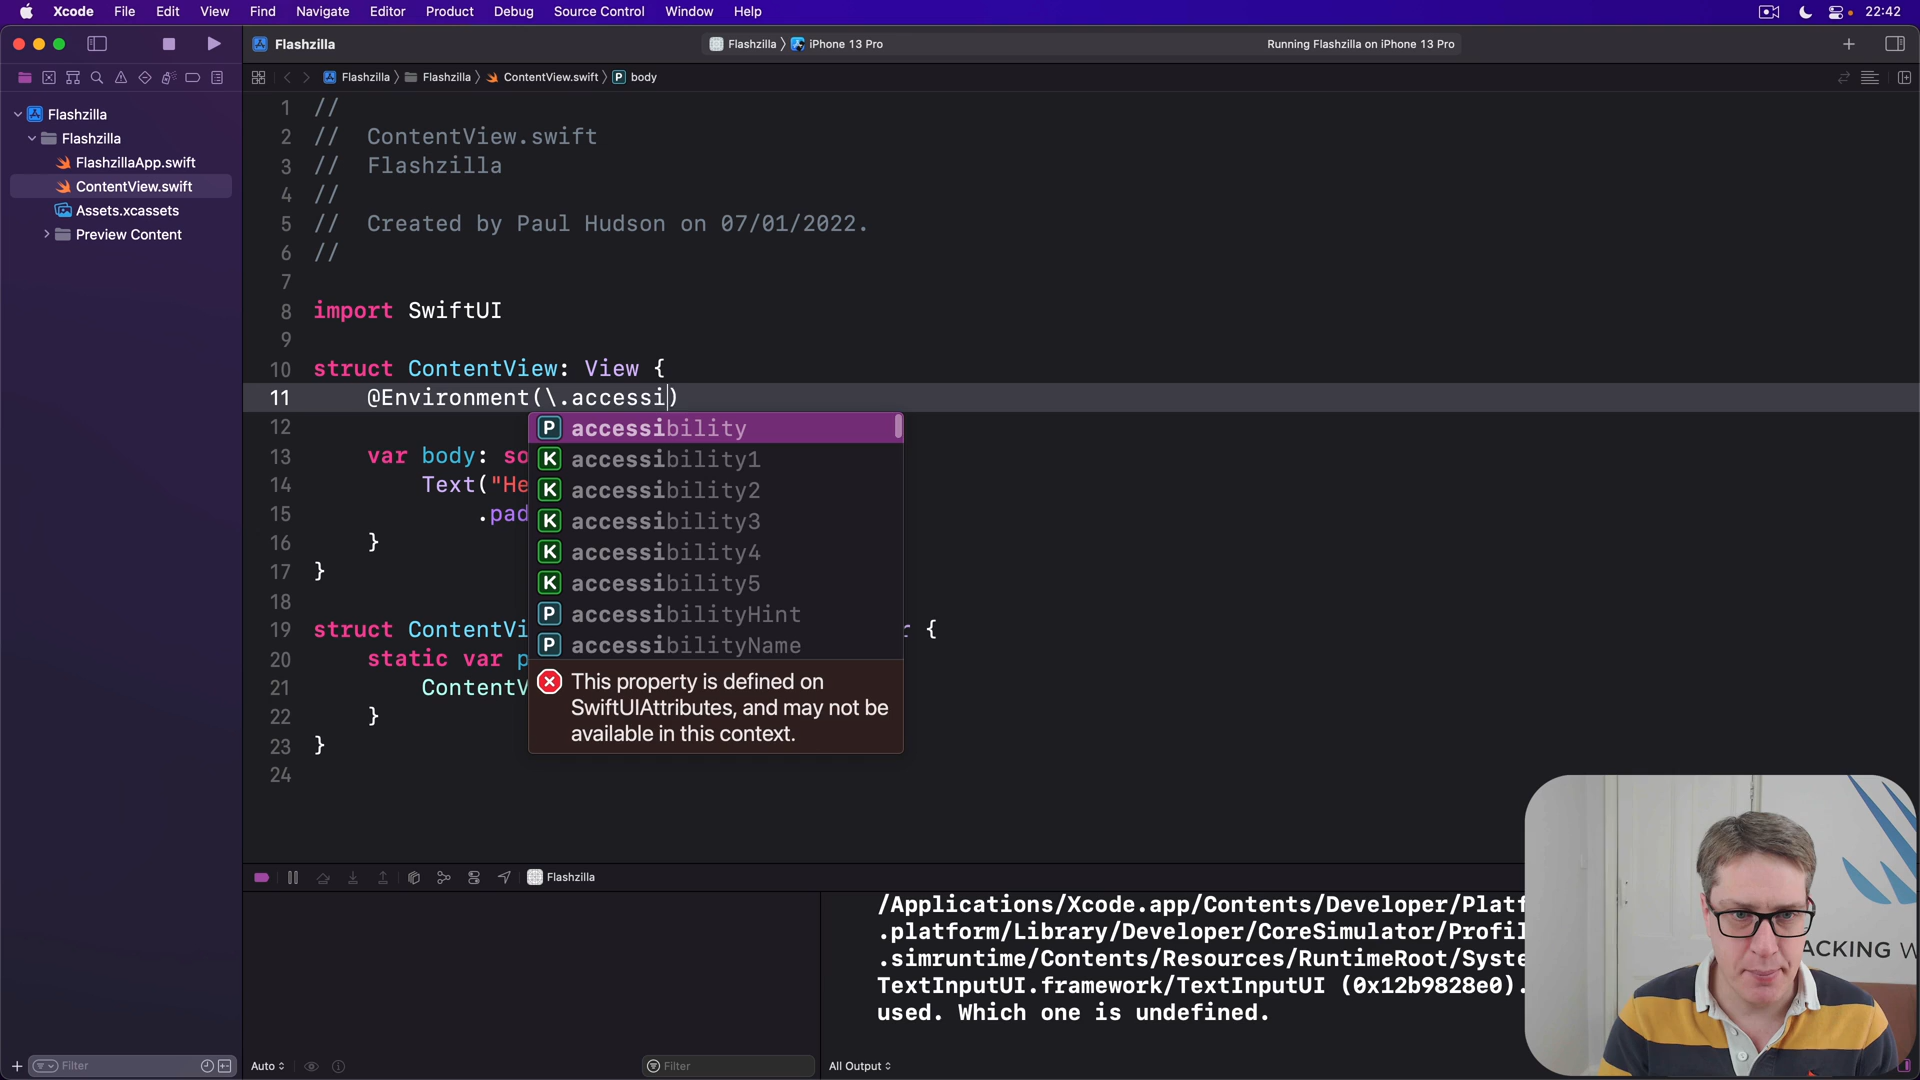 Xcode File Edit View Find Navigate Editor Product Debug Source Control Window Help 22:42
Flashzilla Flashzilla iPhone 13 Pro Running Flashzilla on iPhone 13 Pro
Flashzilla Flashzilla ContentView.swift P body
Flashzilla
Flashzilla
FlashzillaApp.swift
ContentView.swift
Assets.xcassets
Preview Content
1 //
2 // ContentView.swift
3 // Flashzilla
4 //
5 // Created by Paul Hudson on 07/01/2022.
6 //
7
8 import SwiftUI
9
10 struct ContentView: View {
11 @Environment(\.accessi)
12
13 var body: so
14 Text("He
15 .pad
16 }
17 }
18
19 struct ContentVi r {
20 static var p
21 ContentV
22 }
23 }
24
P accessibility
K accessibility1
K accessibility2
K accessibility3
K accessibility4
K accessibility5
P accessibilityHint
P accessibilityName
This property is defined on
SwiftUIAttributes, and may not be
available in this context.
Flashzilla
/Applications/Xcode.app/Contents/Developer/Platf
.platform/Library/Developer/CoreSimulator/Profil
.simruntime/Contents/Resources/RuntimeRoot/Syste
TextInputUI.framework/TextInputUI (0x12b9828e0).
used. Which one is undefined.
ACKING W
Filter Auto Filter All Output